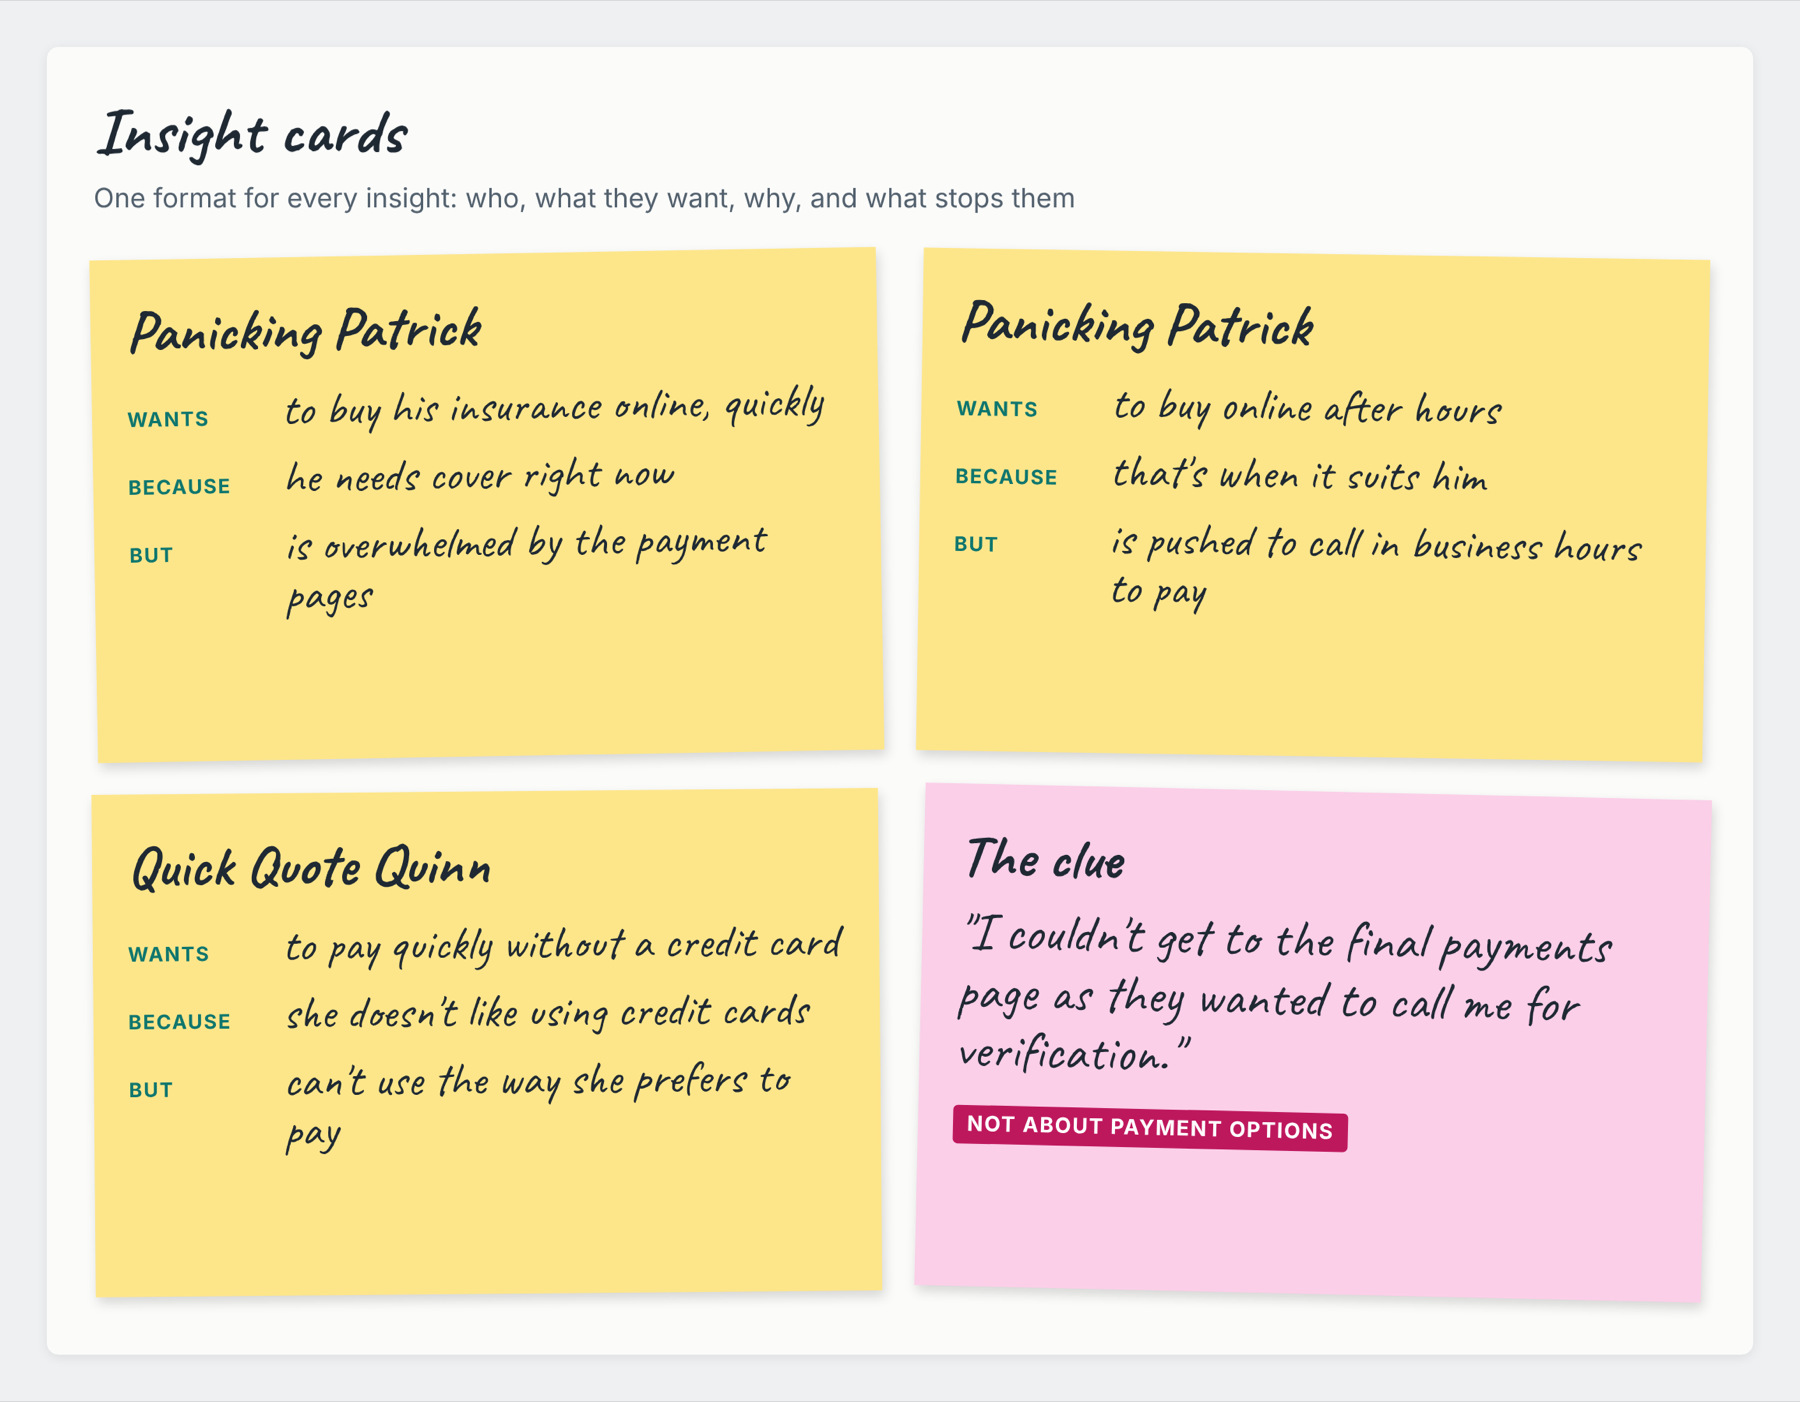 Insight cards
One format for every insight: who, what they want, why, and what stops them
Panicking Patrick
WANTS to buy his insurance online, quickly
BECAUSE he needs cover right now
BUT is overwhelmed by the payment
pages
Panicking Patrick
WANTS to buy online after hours
BECAUSE that's when it suits him
BUT is pushed to call in business hours
to pay
Quick Quote Quinn
WANTS to pay quickly without a credit card
BECAUSE she doesn't like using credit cards
BUT can't use the way she prefers to
pay
The clue
"I couldn't get to the final payments
page as they wanted to call me for
verification."
NOT ABOUT PAYMENT OPTIONS